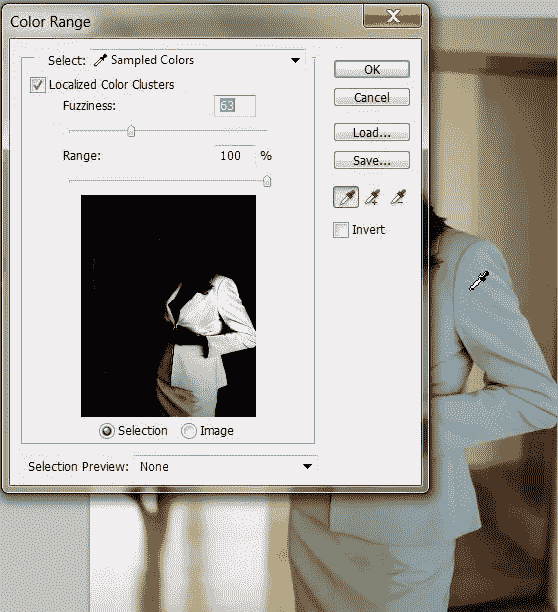 Color Range
Select: Sampled Colors
Localized Color Clusters
Fuzziness: 63
Range: 100 %
Selection Image
Selection Preview: None
OK
Cancel
Load...
Save...
Invert